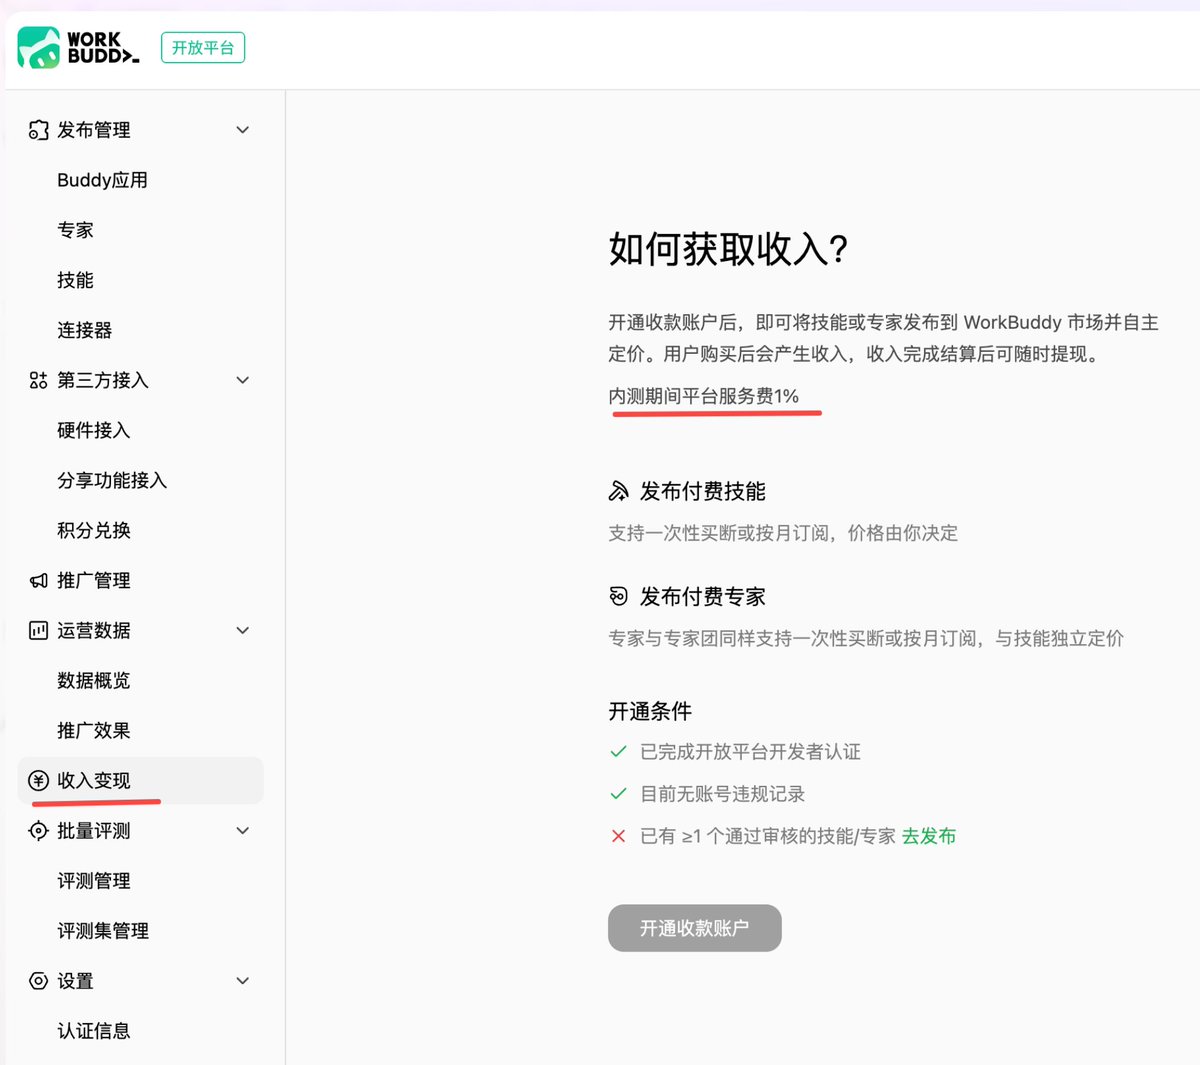 WORK
BUDD>_
开放平台
发布管理
Buddy应用
专家
技能
连接器
第三方接入
硬件接入
分享功能接入
积分兑换
推广管理
运营数据
数据概览
推广效果
收入变现
批量评测
评测管理
评测集管理
设置
认证信息
如何获取收入?
开通收款账户后，即可将技能或专家发布到 WorkBuddy 市场并自主
定价。用户购买后会产生收入，收入完成结算后可随时提现。
内测期间平台服务费1%
发布付费技能
支持一次性买断或按月订阅，价格由你决定
发布付费专家
专家与专家团同样支持一次性买断或按月订阅，与技能独立定价
开通条件
已完成开放平台开发者认证
目前无账号违规记录
已有 ≥1 个通过审核的技能/专家 去发布
开通收款账户